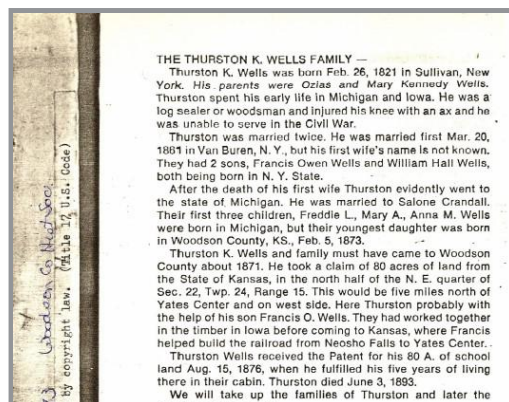 THE THURSTON K. WELLS FAMILY —
Thurston K. Wells was born Feb. 26, 1821 in Sullivan, New
York. His parents were Ozias and Mary Kennedy Wells.
Thurston spent his early life in Michigan and Iowa. He was a
log sealer or woodsman and injured his knee with an ax and he
was unable to serve in the Civil War.
Thurston was married twice. He was married first Mar. 20,
1881 in Van Buren, N.Y., but his first wife's name is not known.
They had 2 sons, Francis Owen Wells and William Hall Wells,
both being born in N. Y. State.
After the death of his first wife Thurston evidently went to
the state of Michigan. He was married to Salone Crandall.
Their first three children, Freddie L., Mary A., Anna M. Wells
were born in Michigan, but their youngest daughter was born
in Woodson County, KS., Feb. 5, 1873.
Thurston K. Wells and family must have came to Woodson
County about 1871. He took a claim of 80 acres of land from
the State of Kansas, in the north half of the N. E. quarter of
Sec. 22, Twp. 24, Range 15. This would be five miles north of
Yates Center and on west side. Here Thurston probably with
the help of his son Francis O. Wells. They had worked together
in the timber in Iowa before coming to Kansas, where Francis
helped build the railroad from Neosho Falls to Yates Center.
Thurston Wells received the Patent for his 80 A. of school
land Aug. 15, 1876, when he fulfilled his five years of living
there in their cabin. Thurston died June 3, 1893.
We will take up the families of Thurston and later the
Woodson Co Hist Soc
by copyright law. (Title 17 U.S. Code)